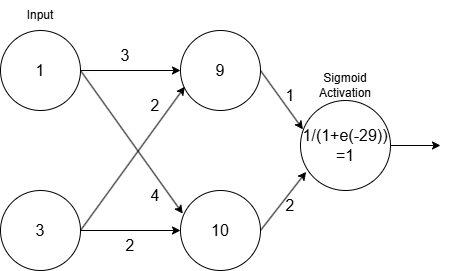 Input
1
3
9
2
1
Sigmoid
Activation
1/(1+e(-29))
=1
4
3
2
10
2